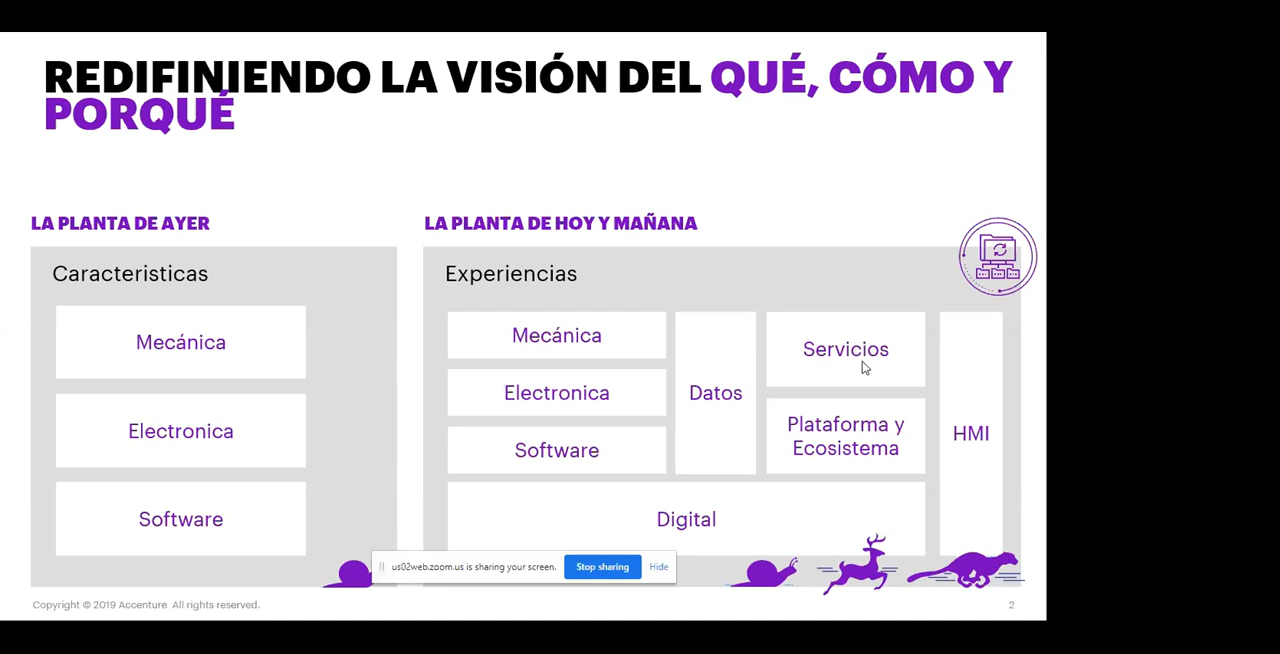 REDIFINIENDO LA VISIÓN DEL QUÉ, CÓMO Y
PORQUÉ
LA PLANTA DE AYER
Caracteristicas
Mecánica
Electronica
Software
LA PLANTA DE HOY Y MAÑANA
Experiencias
Mecánica
Electronica
Software
Datos
Servicios
Plataforma y
Ecosistema
HMI
Digital
us02web.zoom.us is sharing your screen.
Stop sharing
Hide
Copyright © 2019 Accenture All rights reserved.
2